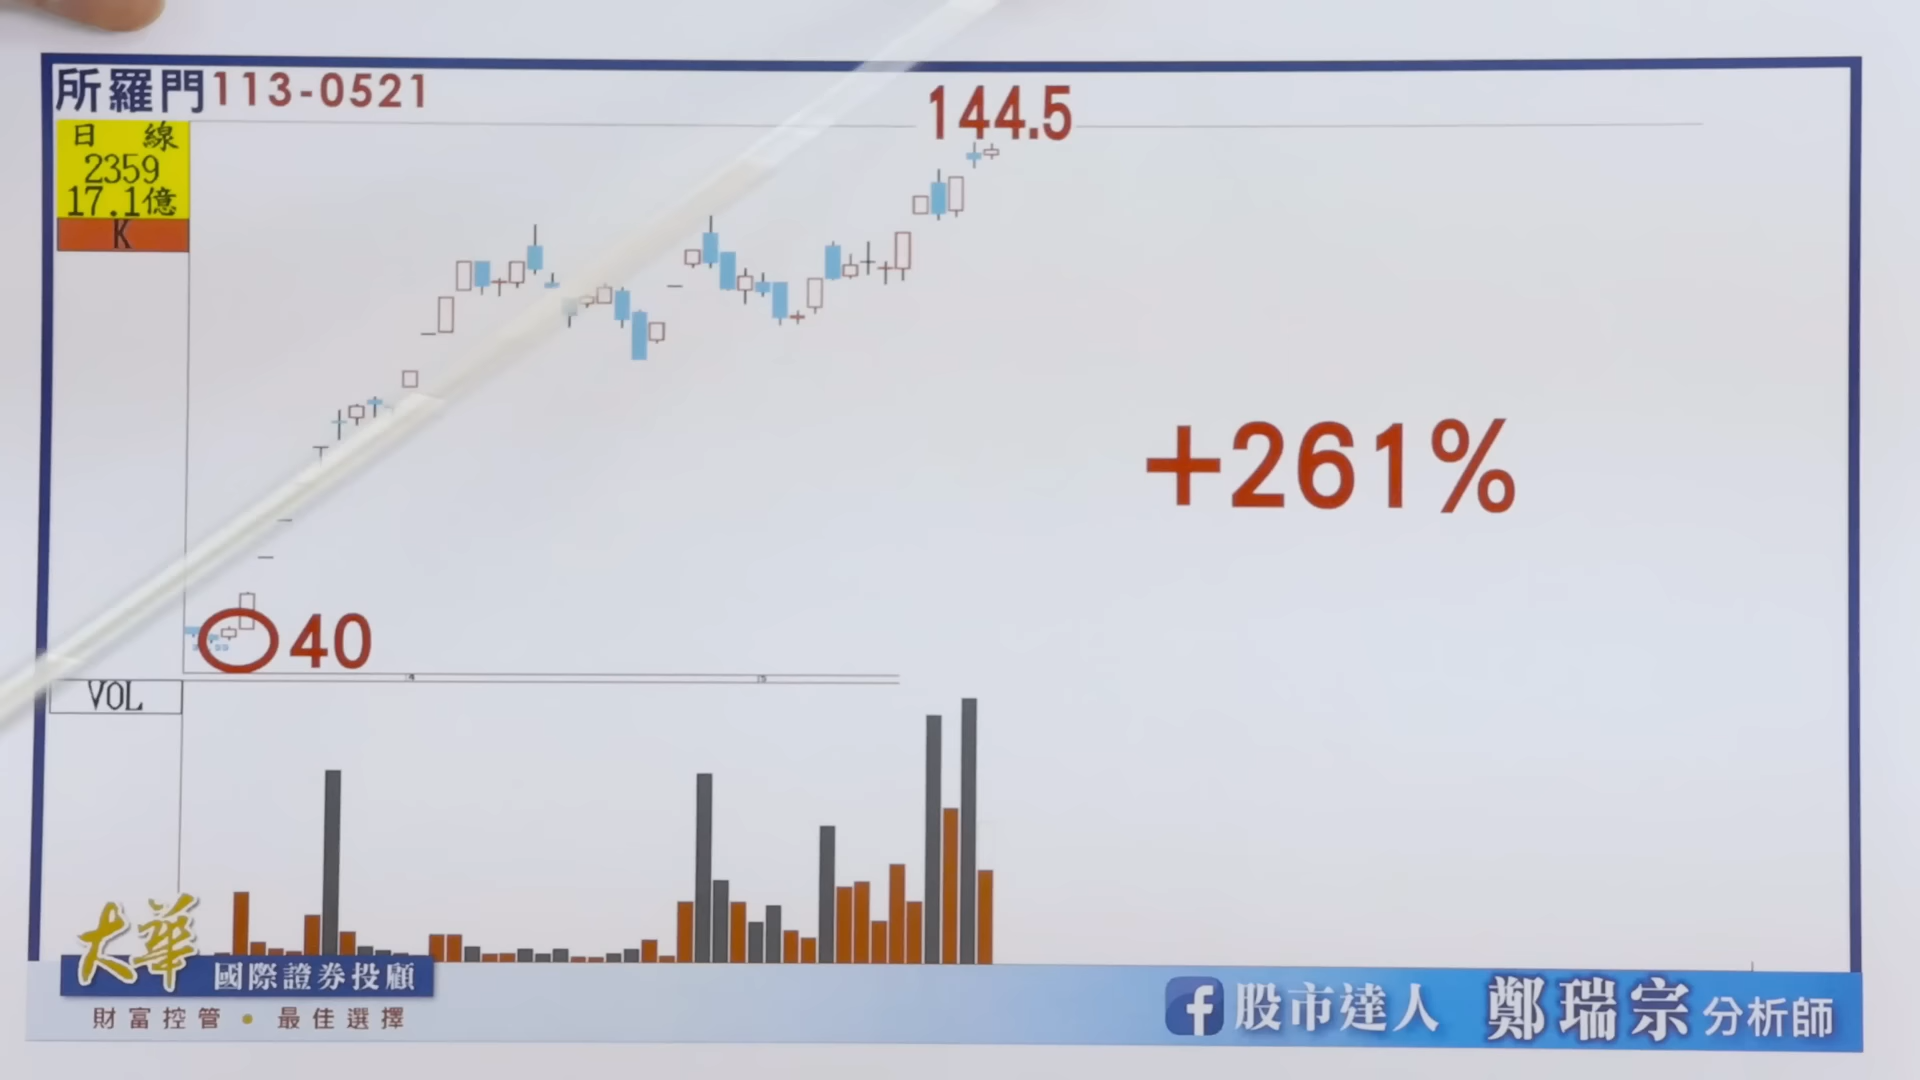 所羅門113-0521
日 線
2359
17.1億
K
144.5
+261%
40
4
5
VOL
大華
國際證券投顧
財富控管•最佳選擇
f 股市達人 鄭瑞宗分析師